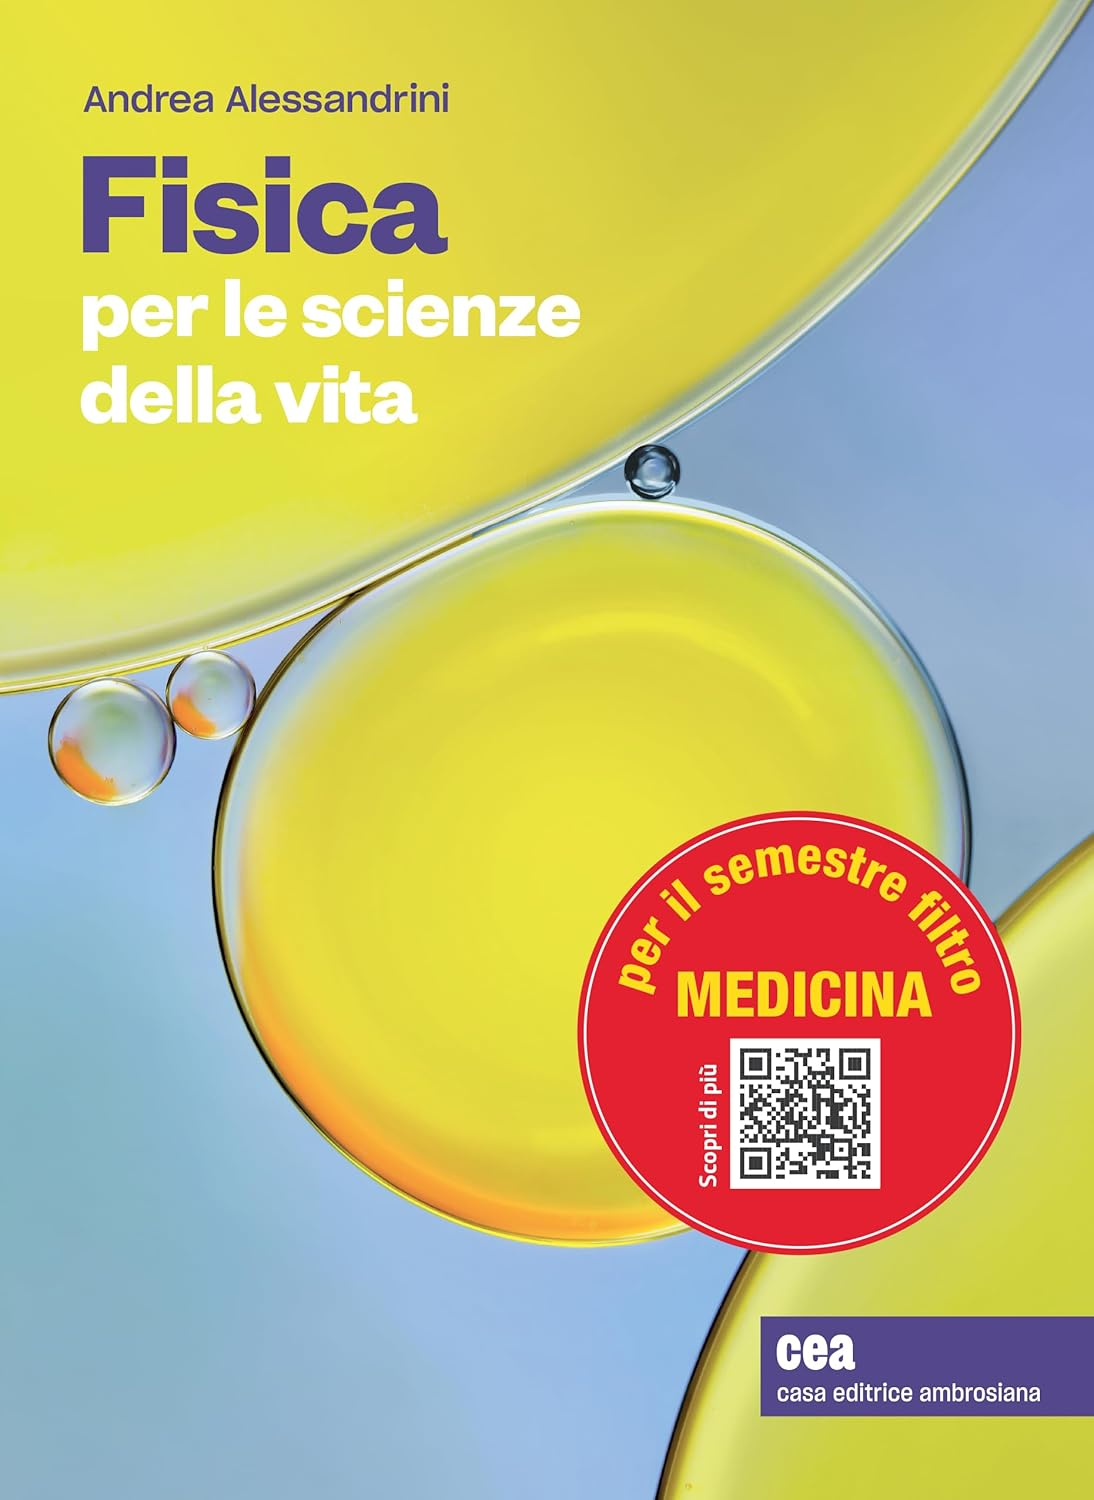 Andrea Alessandrini
Fisica
per le scienze
della vita
per il semestre filtro
MEDICINA
Scopri di più
cea
casa editrice ambrosiana